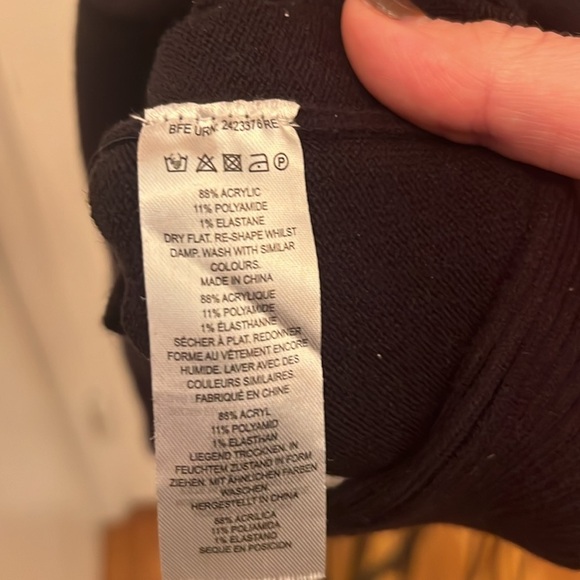 BFE URN: 2423376RE
88% ACRYLIC
11% POLYAMIDE
1% ELASTANE
DRY FLAT. RE-SHAPE WHILST
DAMP. WASH WITH SIMILAR
COLOURS.
MADE IN CHINA
88% ACRYLIQUE
11% POLYAMIDE
1% ÉLASTHANNE
SÉCHER À PLAT. REDONNER
FORME AU VÊTEMENT ENCORE
HUMIDE. LAVER AVEC DES
COULEURS SIMILAIRES
FABRIQUÉ EN CHINE
88% ACRYL
11% POLYAMID
1% ELASTHAN
LIEGEND TROCKNEN. IN
FEUCHTEM ZUSTAND IN FORM
ZIEHEN. MIT ÄHNLICHEN FARBEN
WASCHEN.
HERGESTELLT IN CHINA
88% ACRÍLICA
11% POLIAMIDA
1% ELASTANO
SEQUE EN POSICIÓN